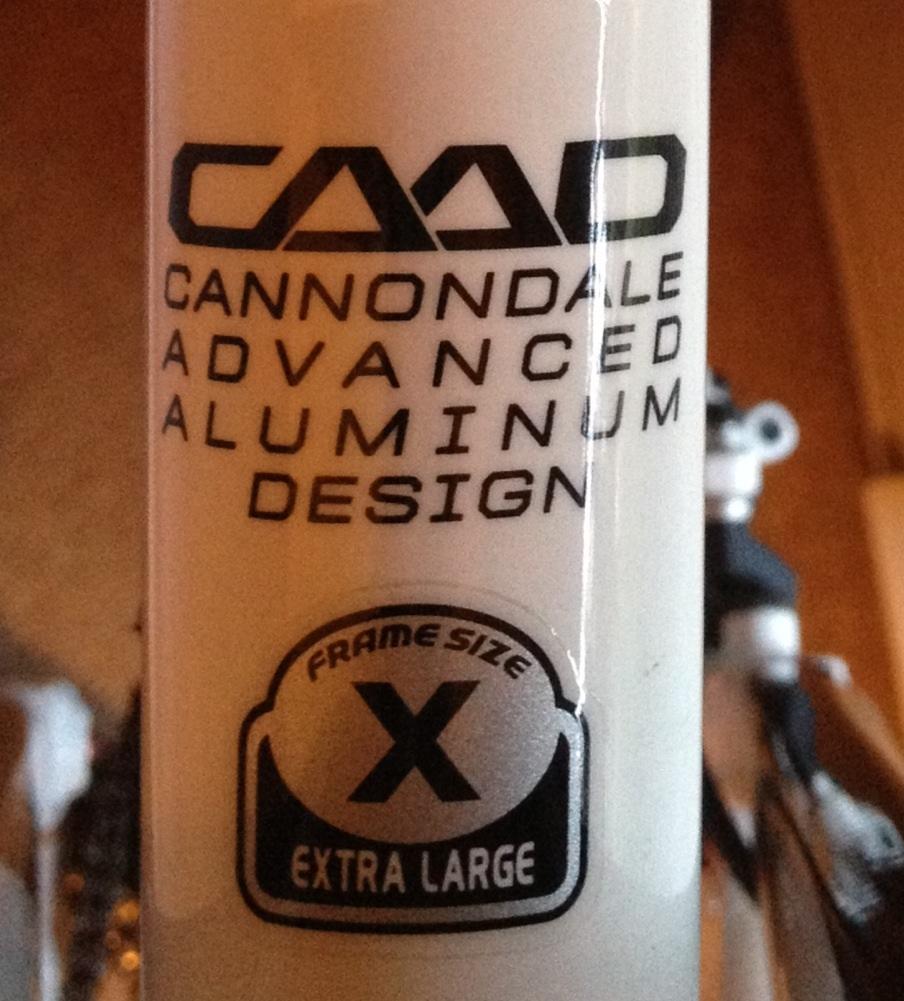 CAAD
CANNONDALE
ADVANCED
ALUMINUM
DESIGN
FRAME SIZE
X
EXTRA LARGE